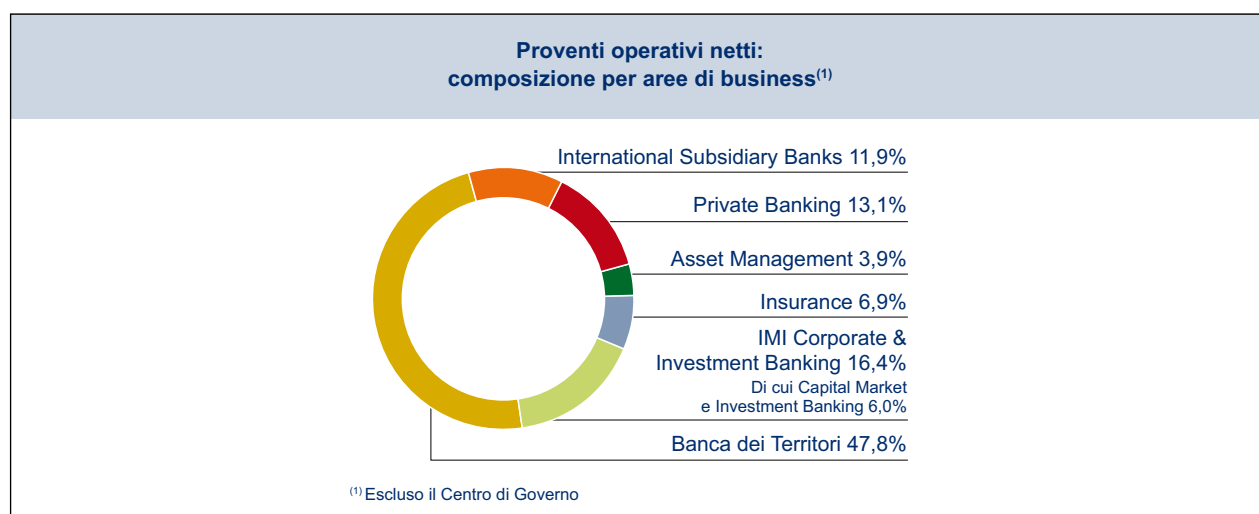 Proventi operativi netti:
composizione per aree di business(1)
International Subsidiary Banks 11,9%
Private Banking 13,1%
Asset Management 3,9%
Insurance 6,9%
IMI Corporate &
Investment Banking 16,4%
Di cui Capital Market
e Investment Banking 6,0%
Banca dei Territori 47,8%
(1) Escluso il Centro di Governo